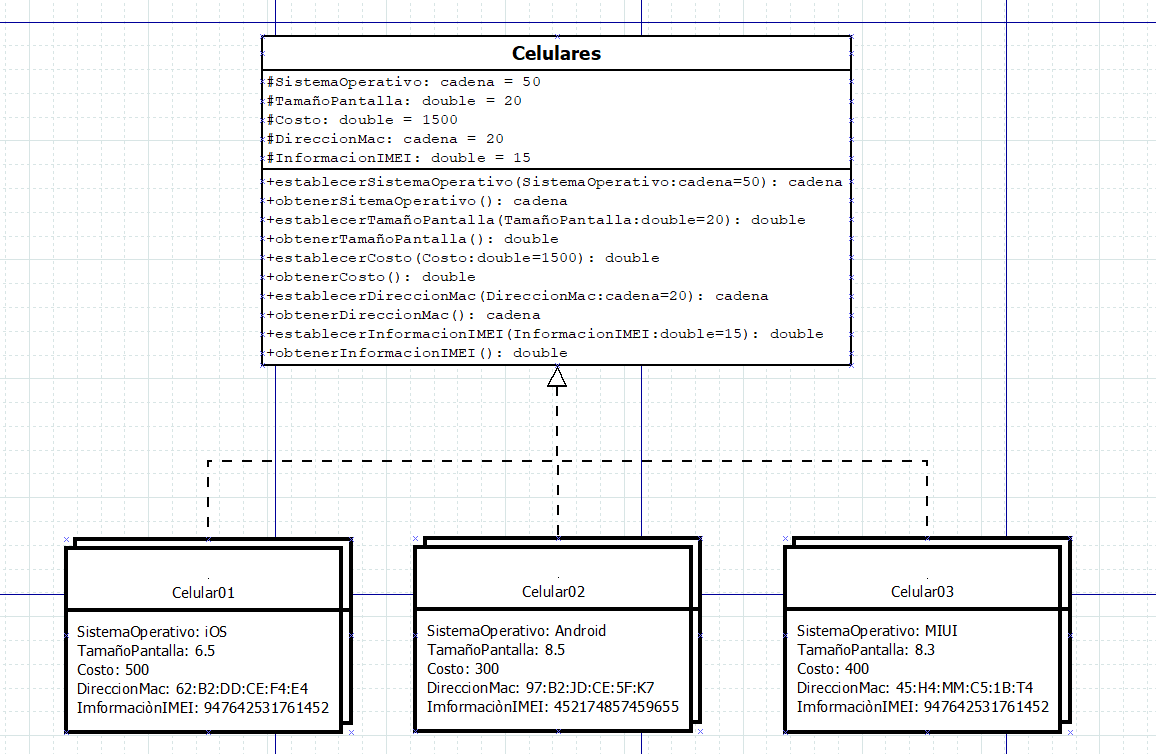 Celulares
#SistemaOperativo: cadena = 50
#TamañoPantalla: double = 20
#Costo: double = 1500
#DireccionMac: cadena = 20
#InformacionIMEI: double = 15
+establecerSistemaOperativo(SistemaOperativo:cadena=50): cadena
+obtenerSitemaOperativo(): cadena
+establecerTamañoPantalla(TamañoPantalla:double=20): double
+obtenerTamañoPantalla(): double
+establecerCosto(Costo:double=1500): double
+obtenerCosto(): double
+establecerDireccionMac(DireccionMac:cadena=20): cadena
+obtenerDireccionMac(): cadena
+establecerInformacionIMEI(InformacionIMEI:double=15): double
+obtenerInformacionIMEI(): double
Celular01
SistemaOperativo: iOS
TamañoPantalla: 6.5
Costo: 500
DireccionMac: 62:B2:DD:CE:F4:E4
ImformaciònIMEI: 947642531761452
Celular02
SistemaOperativo: Android
TamañoPantalla: 8.5
Costo: 300
DireccionMac: 97:B2:JD:CE:5F:K7
ImformaciònIMEI: 452174857459655
Celular03
SistemaOperativo: MIUI
TamañoPantalla: 8.3
Costo: 400
DireccionMac: 45:H4:MM:C5:1B:T4
ImformaciònIMEI: 947642531761452